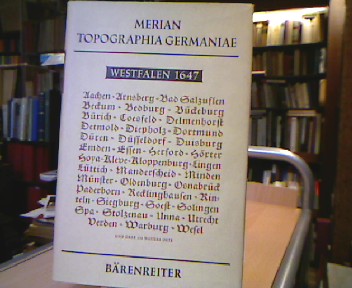 MERIAN
TOPOGRAPHIA GERMANIAE
WESTFALEN 1647
Aachen · Arnsberg · Bad Salzuflen
Beckum · Bedburg · Bückeburg
Bürich · Coesfeld · Delmenhorst
Detmold · Diepholz · Dortmund
Düren · Düsseldorf · Duisburg
Emden · Essen · Herford · Höxter
Hoya · Kleve · Kloppenburg · Lingen
Lüttich · Manderscheid · Minden
Münster · Oldenburg · Osnabrück
Paderborn · Recklinghausen · Rin-
teln · Siegburg · Soest · Solingen
Spa · Stolzenau · Unna · Utrecht
Verden · Warburg · Wesel
BÄRENREITER